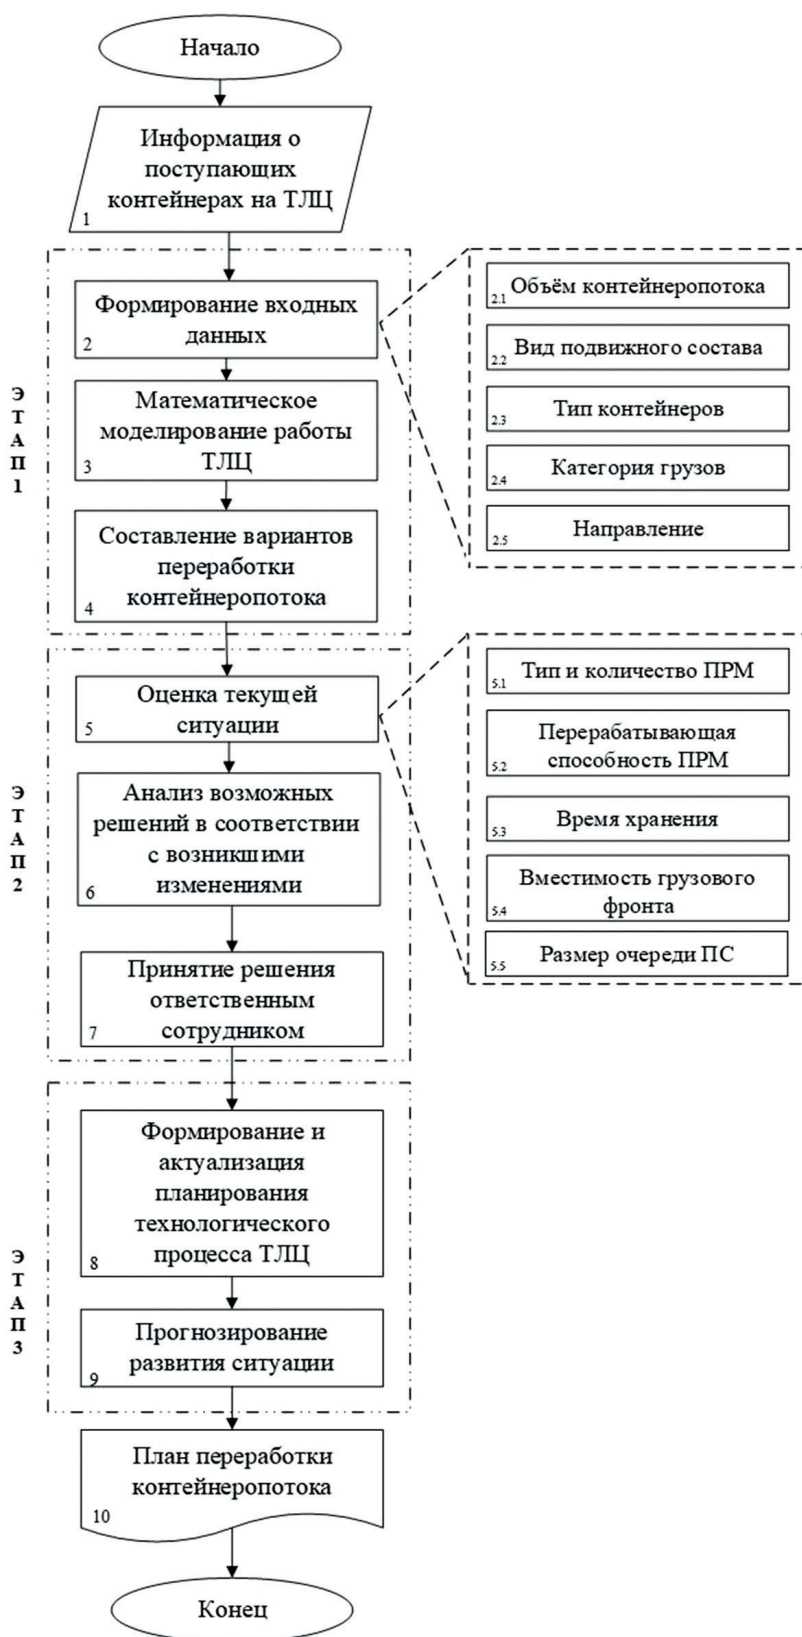 Начало
Информация о
поступающих
контейнерах на ТЛЦ
1
ЭТАП 1
Формирование входных
данных
2
2.1 Объём контейнеропотока
2.2 Вид подвижного состава
2.3 Тип контейнеров
2.4 Категория грузов
2.5 Направление
Математическое
моделирование работы
ТЛЦ
3
Составление вариантов
переработки
контейнеропотока
4
ЭТАП 2
Оценка текущей
ситуации
5
5.1 Тип и количество ПРМ
Перерабатывающая
5.2 способность ПРМ
5.3 Время хранения
Вместимость грузового
5.4 фронта
5.5 Размер очереди ПС
Анализ возможных
решений в соответствии
с возникшими
изменениями
6
Принятие решения
ответственным
сотрудником
7
ЭТАП 3
Формирование и
актуализация
планирования
технологического
процесса ТЛЦ
8
Прогнозирование
развития ситуации
9
План переработки
контейнеропотока
10
Конец